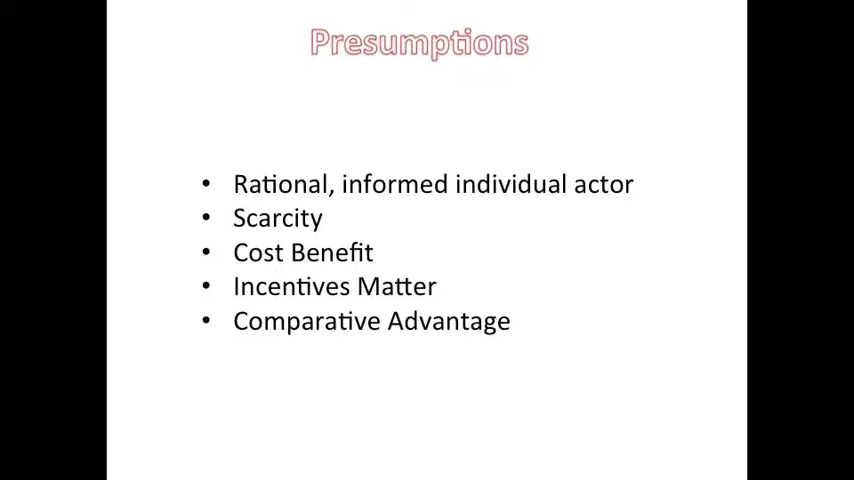 Presumptions
• Rational, informed individual actor
• Scarcity
• Cost Benefit
• Incentives Matter
• Comparative Advantage